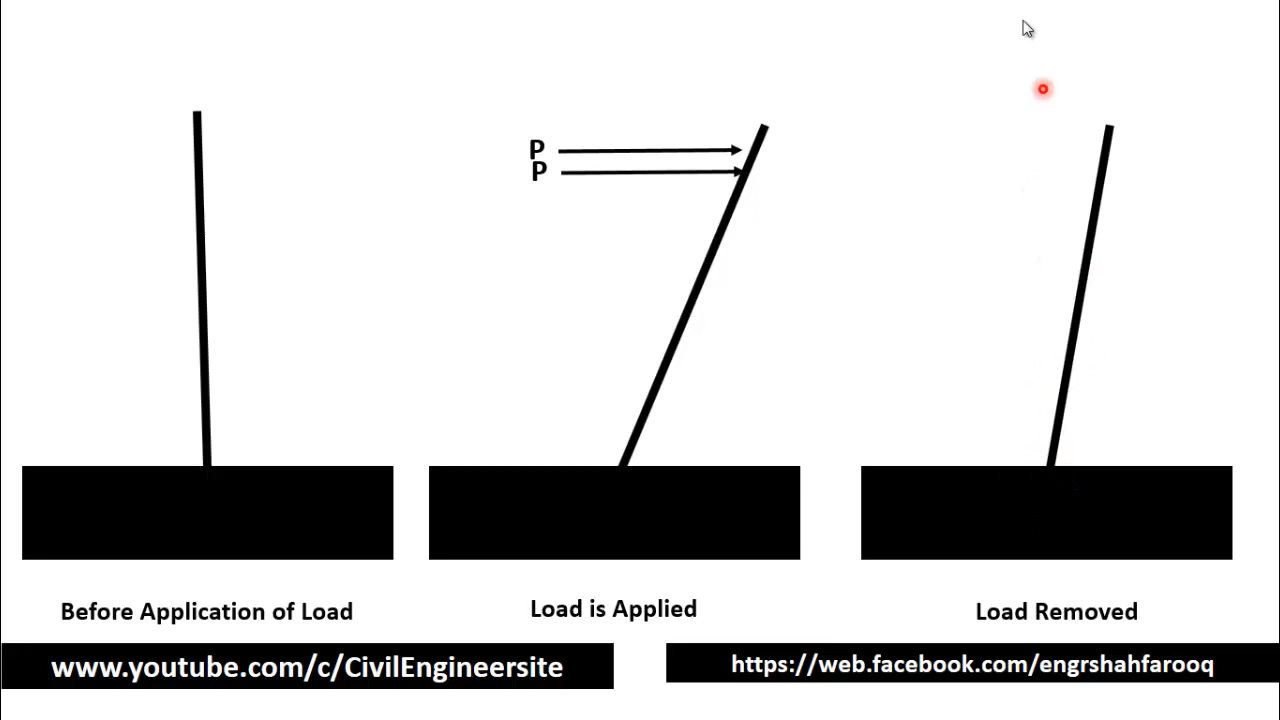 P
P
Before Application of Load
Load is Applied
Load Removed
www.youtube.com/c/CivilEngineersite
https://web.facebook.com/engrshahfarooq